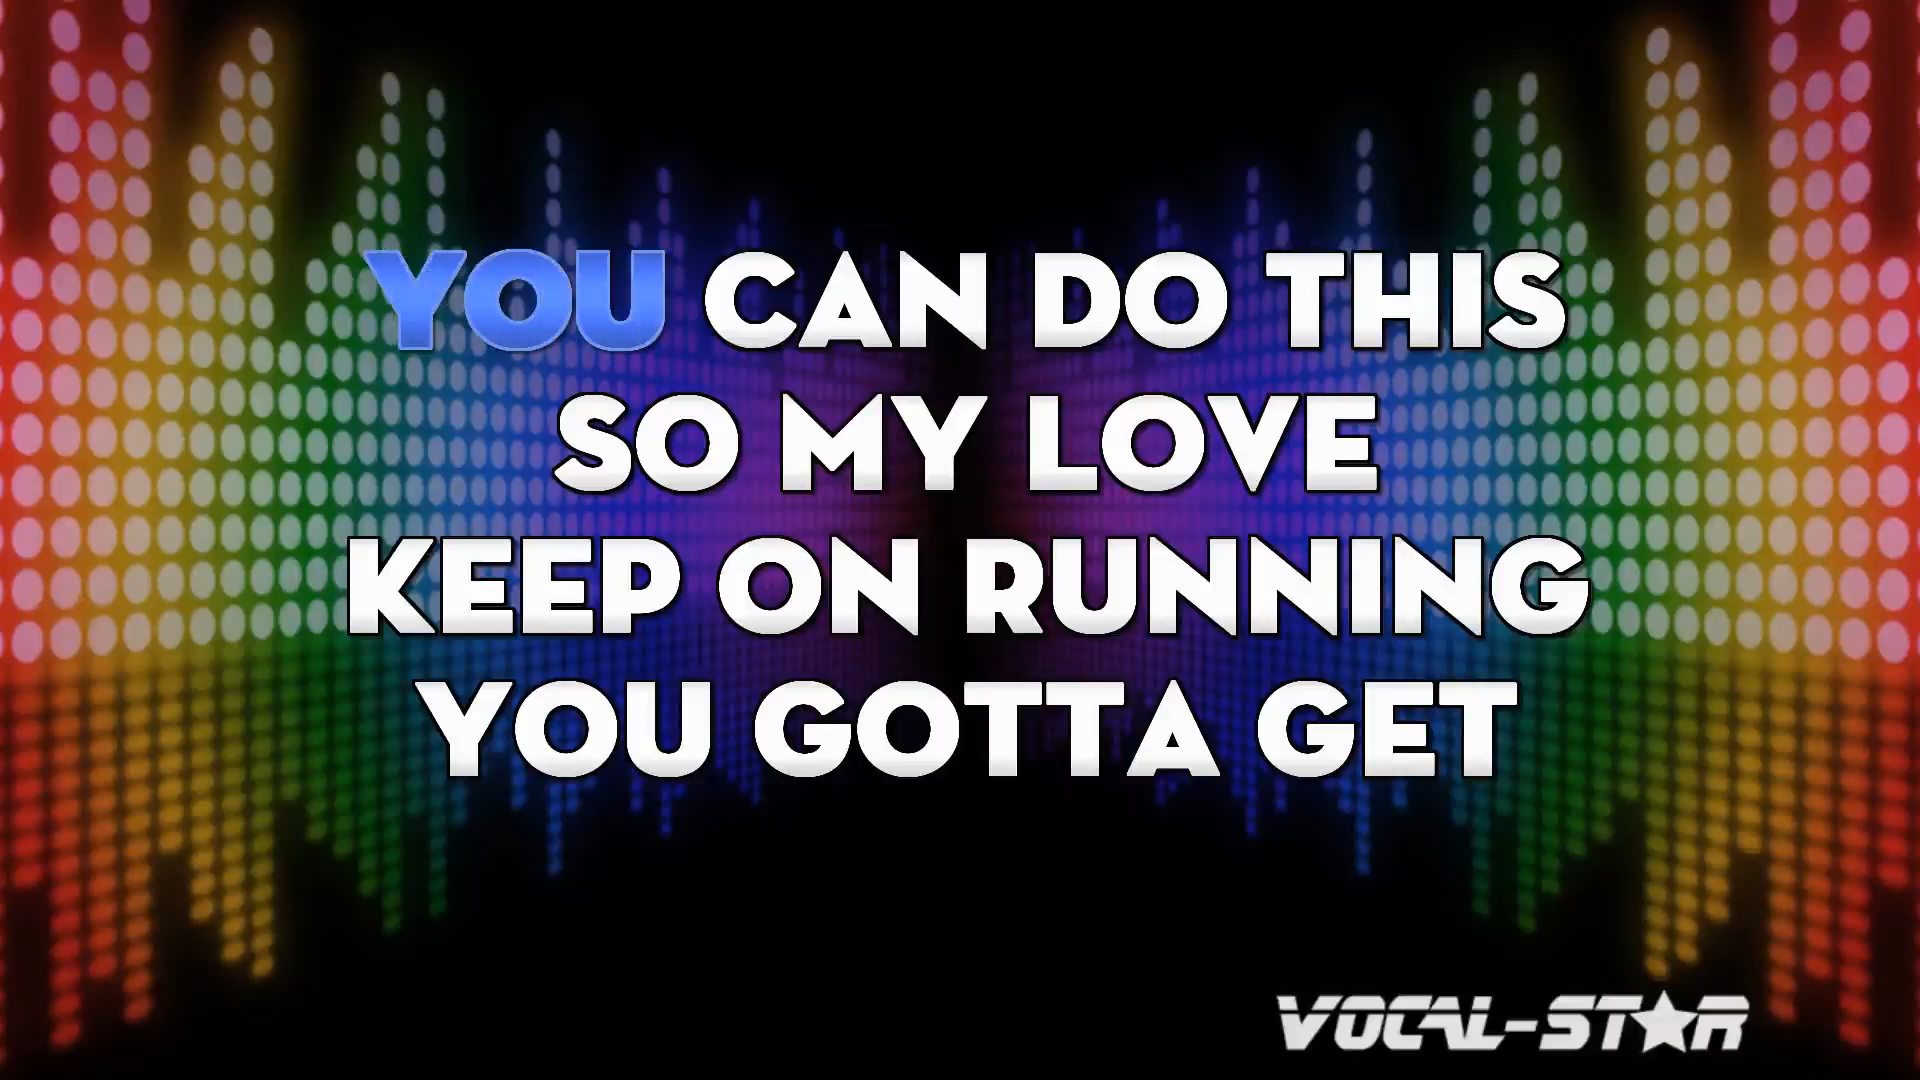 YOU CAN DO THIS
SO MY LOVE
KEEP ON RUNNING
YOU GOTTA GET
VOCAL-STAR